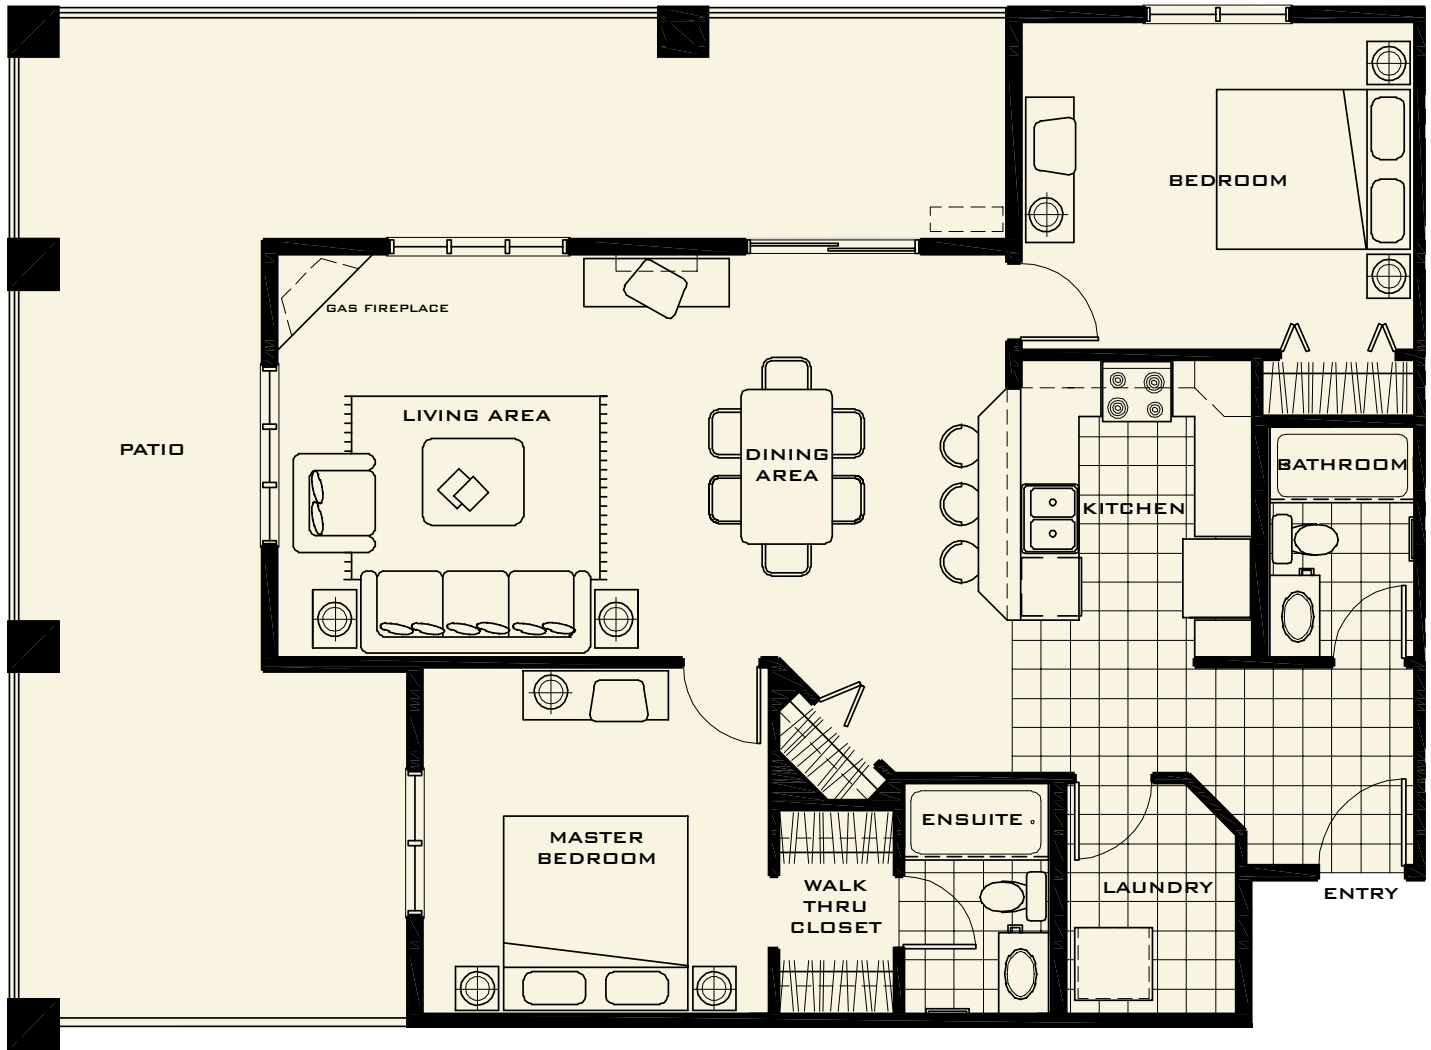 BEDROOM
GAS FIREPLACE
LIVING AREA
PATIO
DINING
AREA
BATHROOM
KITCHEN
MASTER
BEDROOM
ENSUITE
WALK
THRU
CLOSET
LAUNDRY
ENTRY